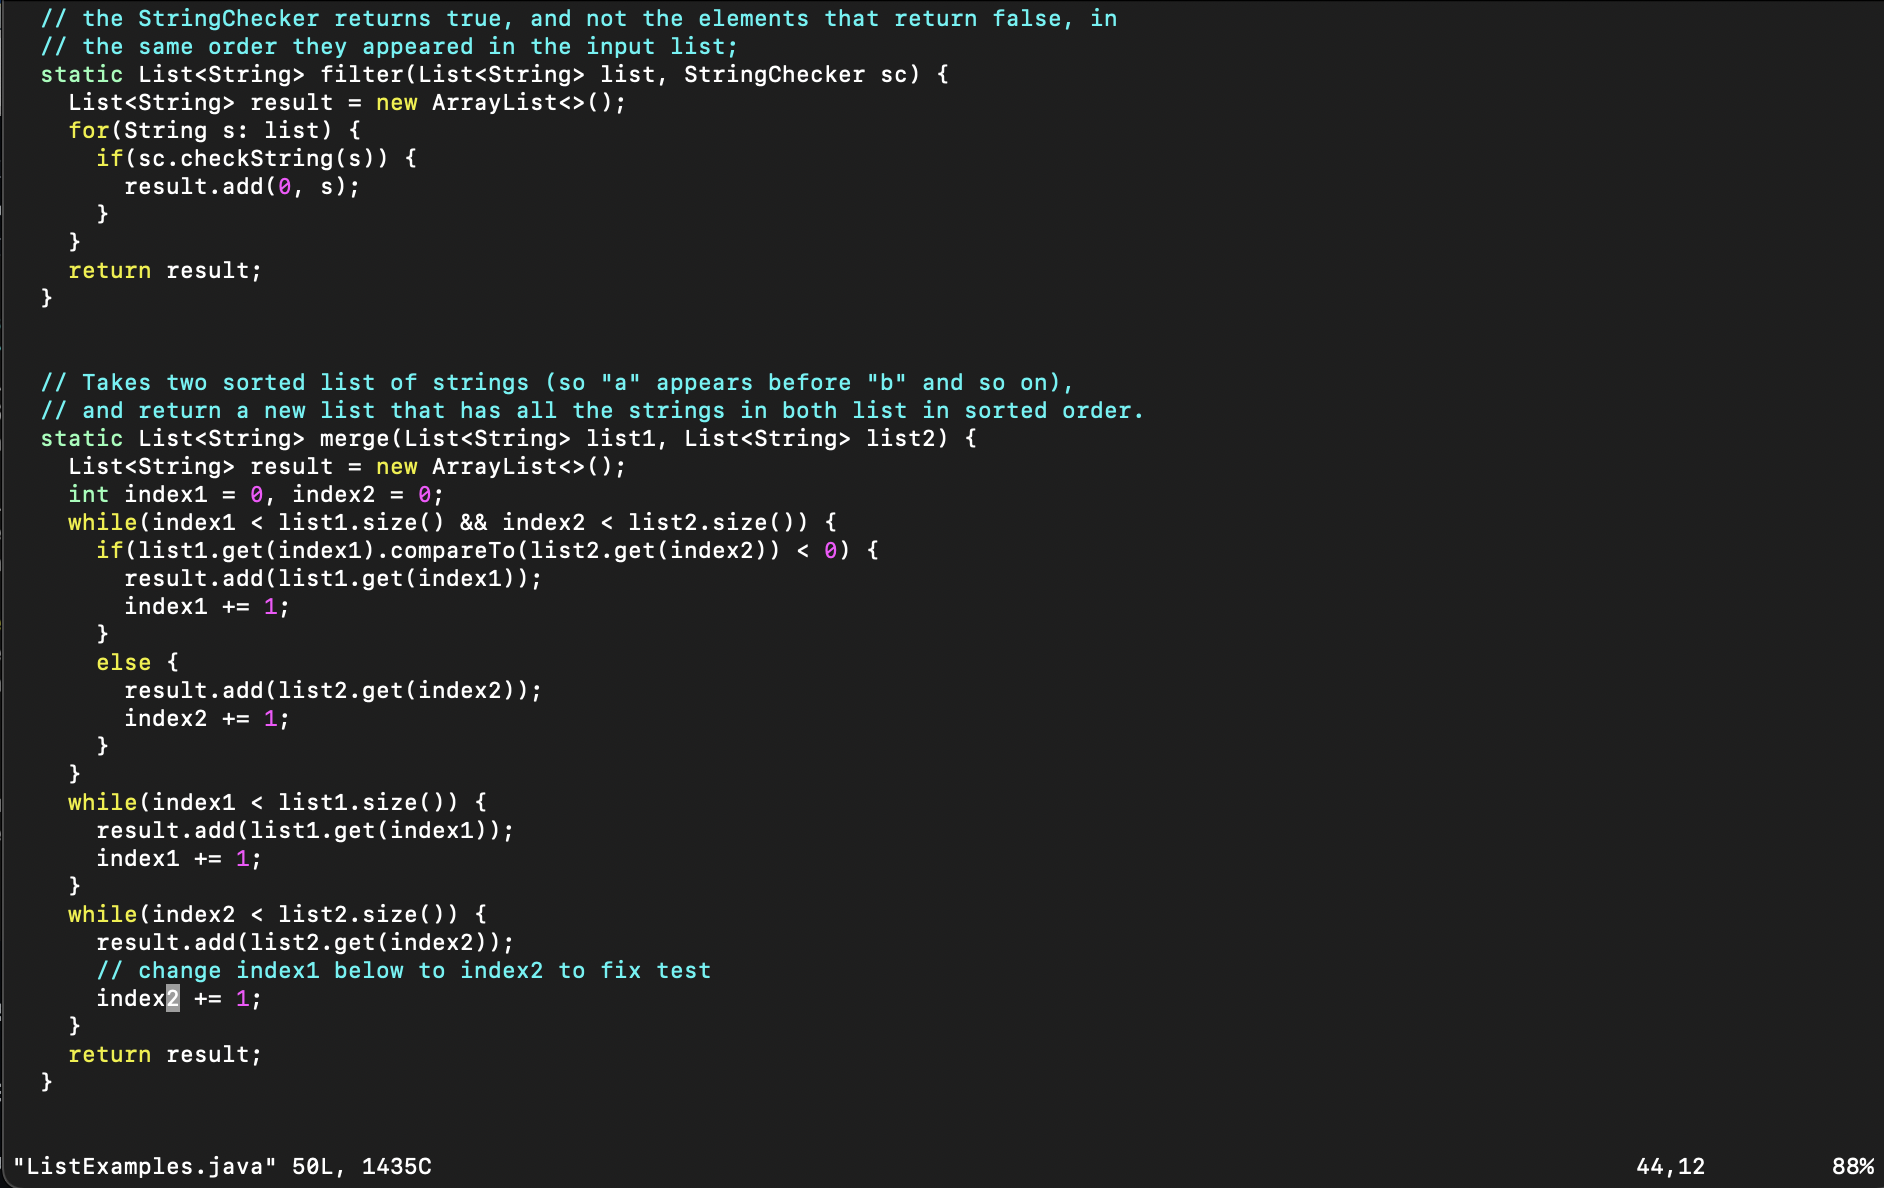 // the StringChecker returns true, and not the elements that return false, in
// the same order they appeared in the input list;
static List<String> filter(List<String> list, StringChecker sc) {
List<String> result = new ArrayList<>();
for(String s: list) {
if(sc.checkString(s)) {
result.add(0, s);
}
}
return result;
}
// Takes two sorted list of strings (so "a" appears before "b" and so on),
// and return a new list that has all the strings in both list in sorted order.
static List<String> merge(List<String> list1, List<String> list2) {
List<String> result = new ArrayList<>();
int index1 = 0, index2 = 0;
while(index1 < list1.size() && index2 < list2.size()) {
if(list1.get(index1).compareTo(list2.get(index2)) < 0) {
result.add(list1.get(index1));
index1 += 1;
}
else {
result.add(list2.get(index2));
index2 += 1;
}
}
while(index1 < list1.size()) {
result.add(list1.get(index1));
index1 += 1;
}
while(index2 < list2.size()) {
result.add(list2.get(index2));
// change index1 below to index2 to fix test
index2 += 1;
}
return result;
}
"ListExamples.java" 50L, 1435C 44,12 88%